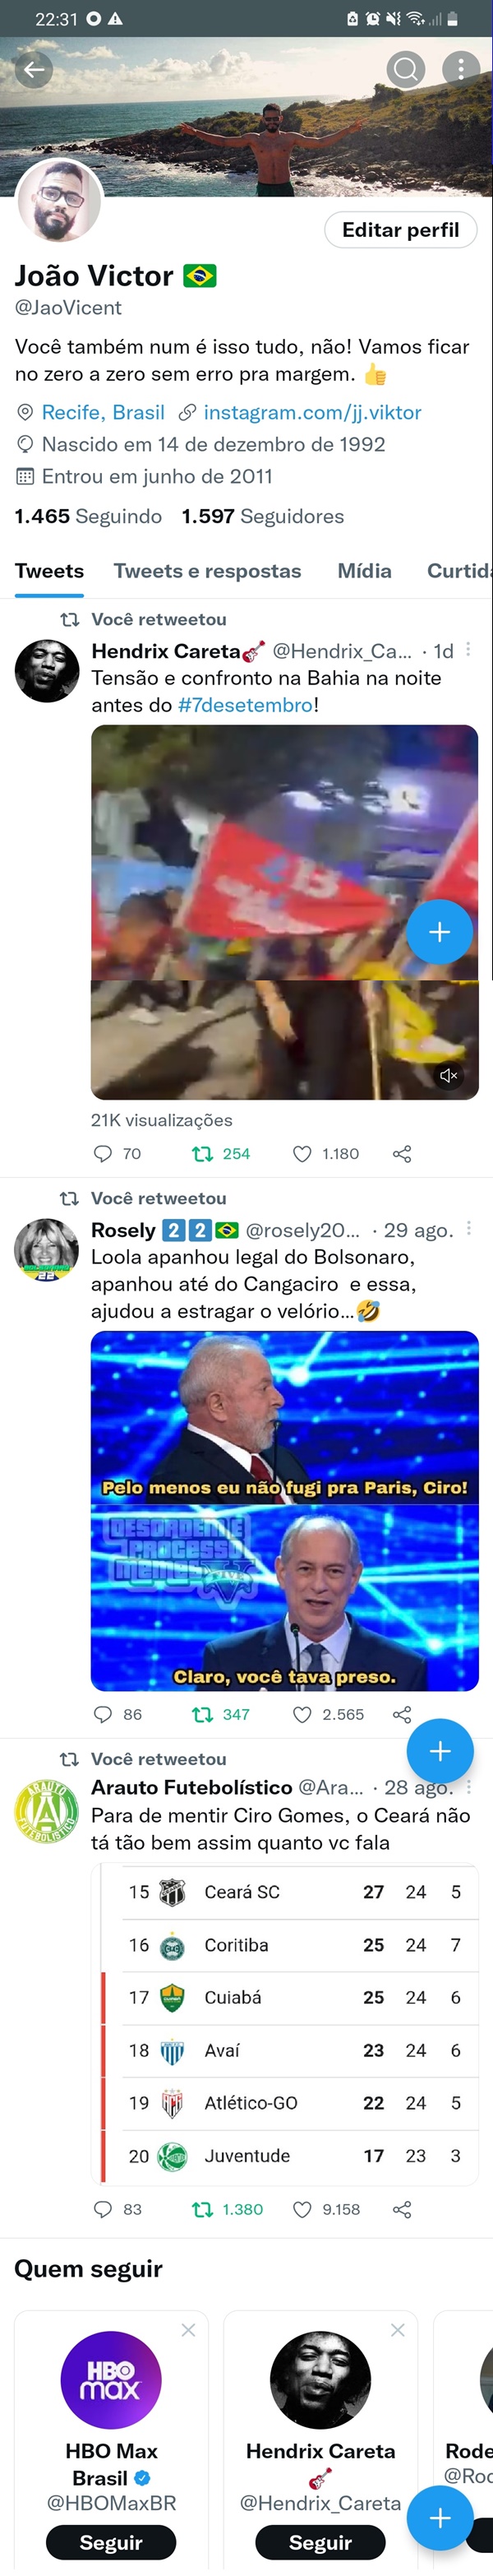 22:31
Editar perfil
João Victor
@JaoVicent
Você também num é isso tudo, não! Vamos ficar
no zero a zero sem erro pra margem.
Recife, Brasil instagram.com/jj.viktor
Nascido em 14 de dezembro de 1992
Entrou em junho de 2011
1.465 Seguindo 1.597 Seguidores
Tweets Tweets e respostas Mídia Curtid
Você retweetou
Hendrix Careta @Hendrix_Ca... · 1d
Tensão e confronto na Bahia na noite
antes do #7desetembro!
13
21K visualizações
70 254 1.180
Você retweetou
Rosely 2 2 @rosely20... · 29 ago.
Loola apanhou legal do Bolsonaro,
apanhou até do Cangaciro e essa,
ajudou a estragar o velório...
22
Pelo menos eu não fugi pra Paris, Ciro!
DESORDEM E
PROCESSO
MEMES
V
Claro, você tava preso.
86 347 2.565
Você retweetou
Arauto Futebolístico @Ara... · 28 ago.
ARAUTO
FUTEBOLÍSTICO
Para de mentir Ciro Gomes, o Ceará não
tá tão bem assim quanto vc fala
15 Ceará SC 27 24 5
16 Coritiba 25 24 7
17 Cuiabá 25 24 6
18 Avaí 23 24 6
19 Atlético-GO 22 24 5
20 Juventude 17 23 3
83 1.380 9.158
Quem seguir
HBO
max
HBO Max
Brasil
@HBOMaxBR
Seguir
Hendrix Careta
@Hendrix_Careta
Seguir
Rode
@Roc